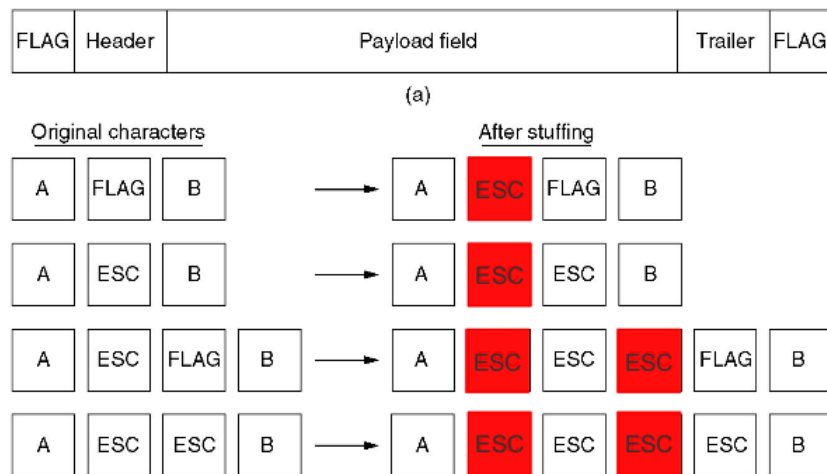 FLAG Header Payload field Trailer FLAG
(a)
Original characters After stuffing
A FLAG B A ESC FLAG B
A ESC B A ESC ESC B
A ESC FLAG B A ESC ESC ESC FLAG B
A ESC ESC B A ESC ESC ESC ESC B